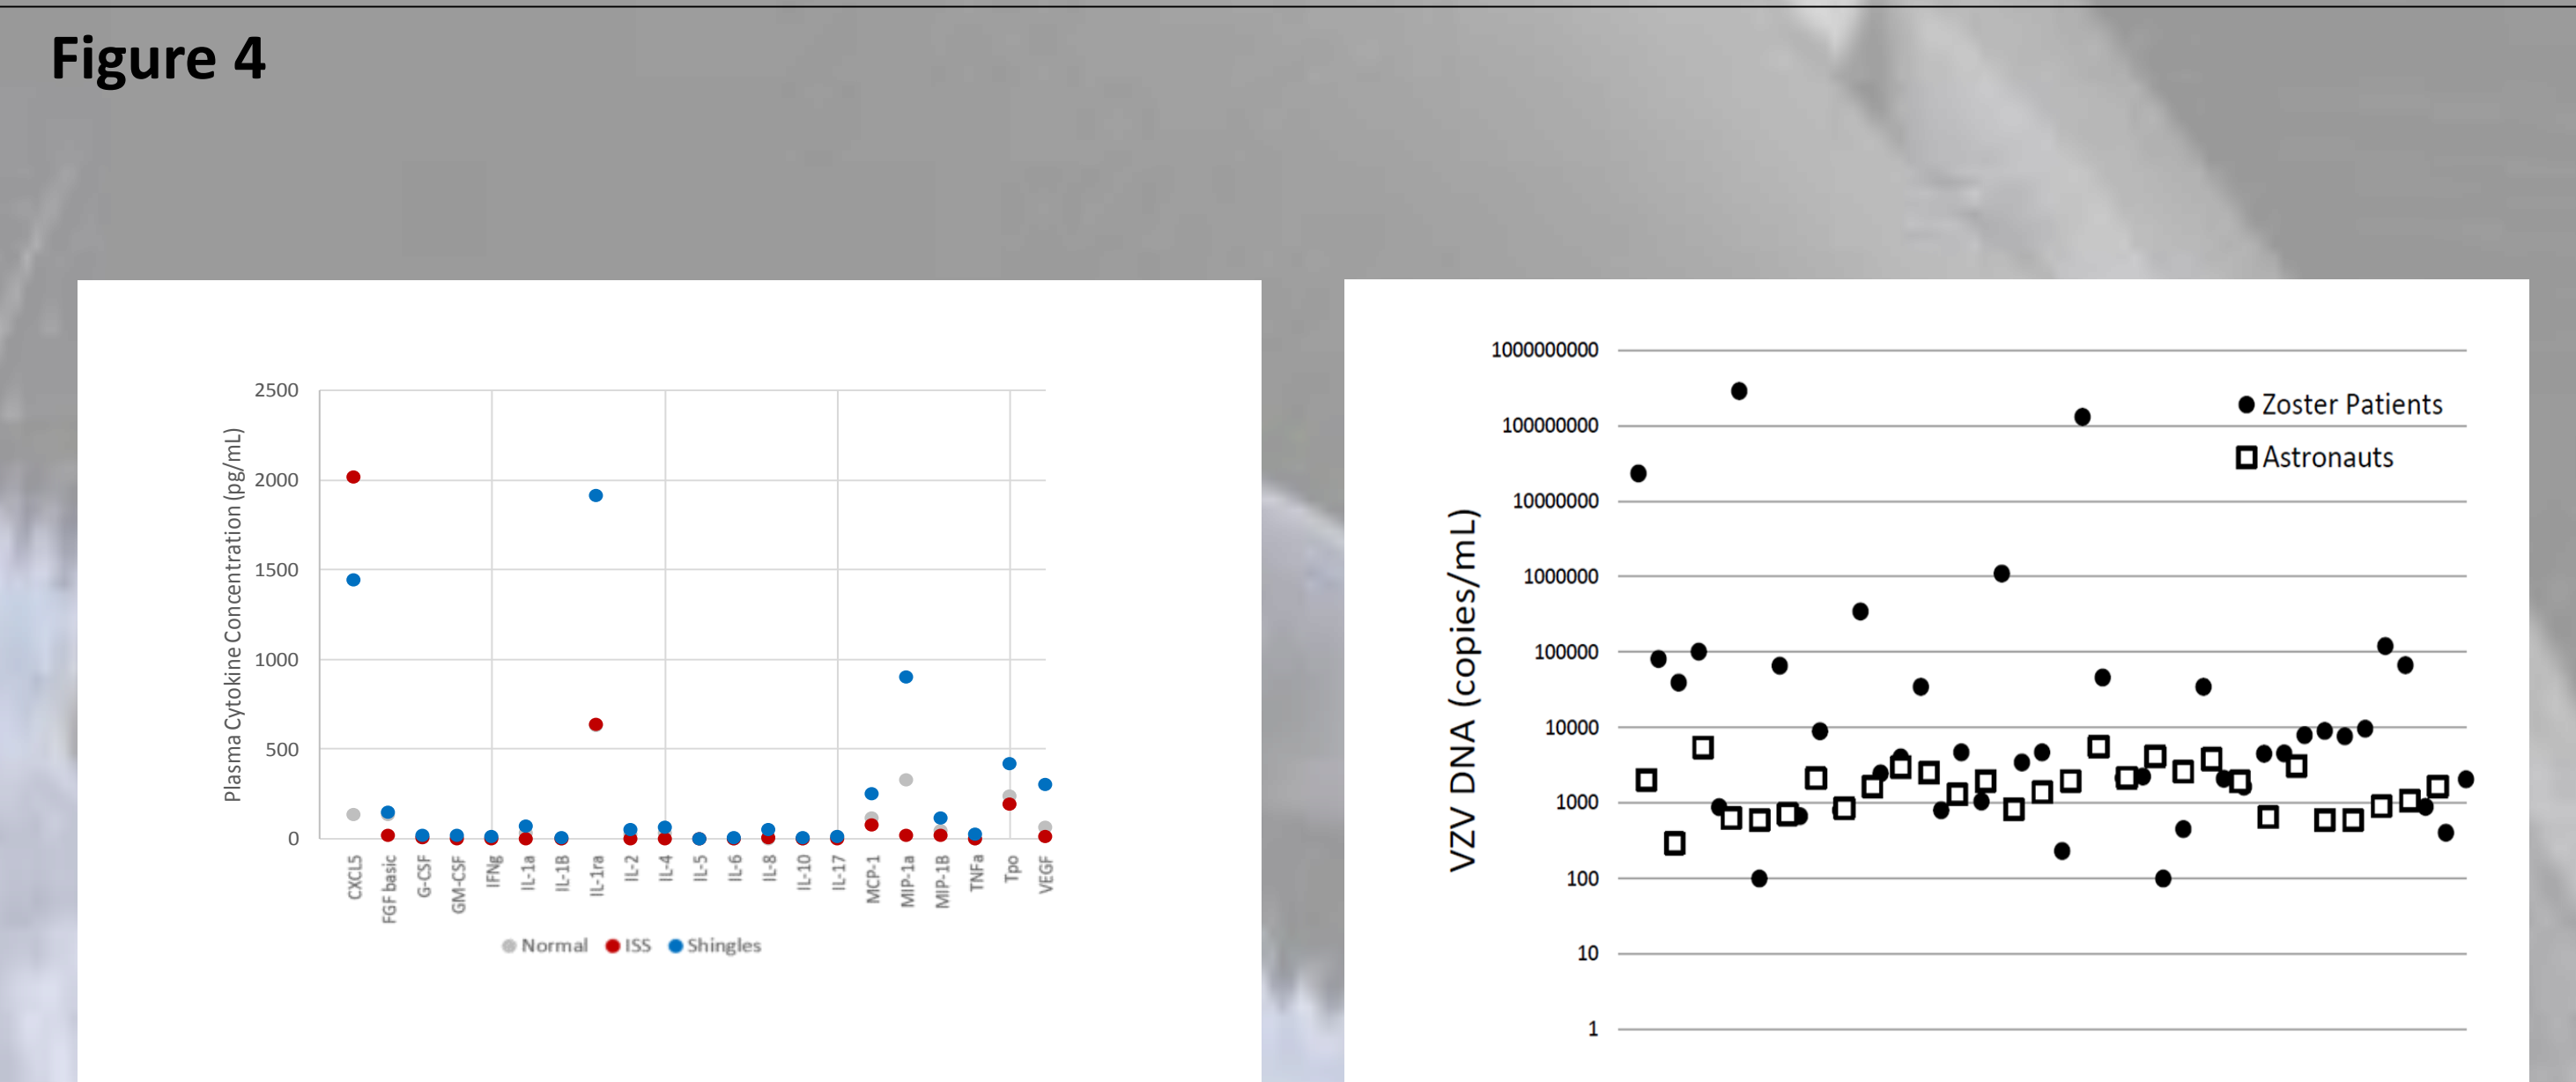 Figure 4
Plasma Cytokine Concentration (pg/mL)
2500
2000
1500
1000
500
0
CXCL5
FGF basic
G-CSF
GM-CSF
IFNg
IL-1a
IL-1B
IL-1ra
IL-2
IL-4
IL-5
IL-6
IL-8
IL-10
IL-17
MCP-1
MIP-1a
MIP-1B
TNFa
Tpo
VEGF
Normal ISS Shingles
VZV DNA (copies/mL)
1000000000
100000000
10000000
1000000
100000
10000
1000
100
10
1
Zoster Patients
Astronauts